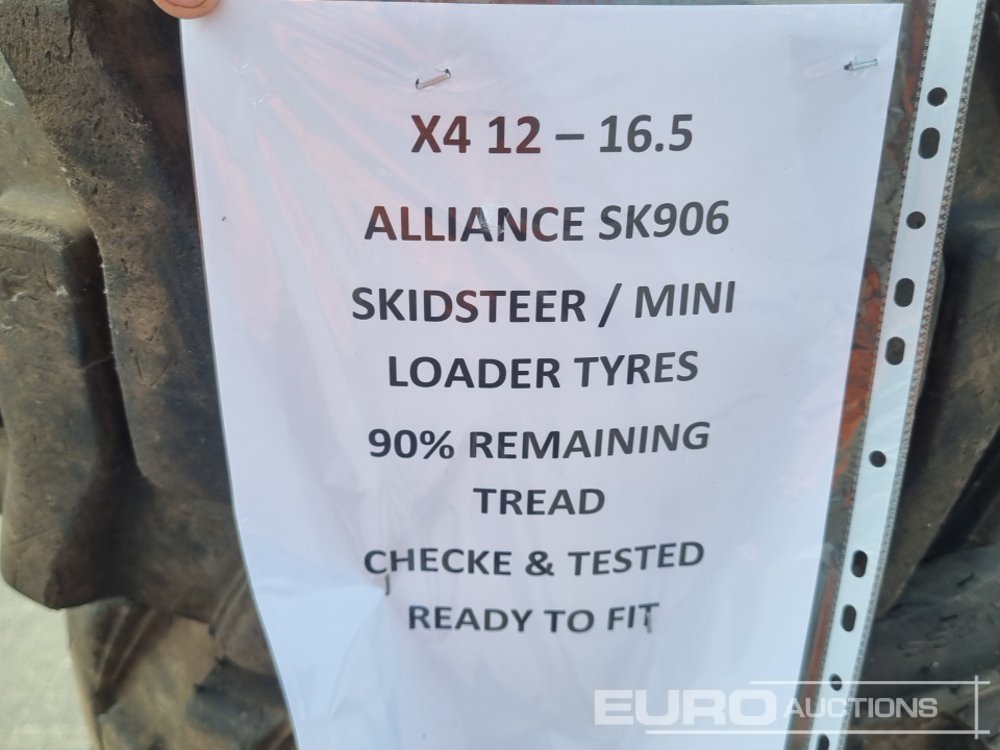 X4 12 – 16.5
ALLIANCE SK906
SKIDSTEER / MINI
LOADER TYRES
90% REMAINING
TREAD
CHECKE & TESTED
READY TO FIT
EURO AUCTIONS